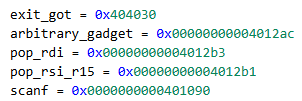 exit_got = 0x404030
arbitrary_gadget = 0x00000000004012ac
pop_rdi = 0x00000000004012b3
pop_rsi_r15 = 0x00000000004012b1
scanf = 0x0000000000401090